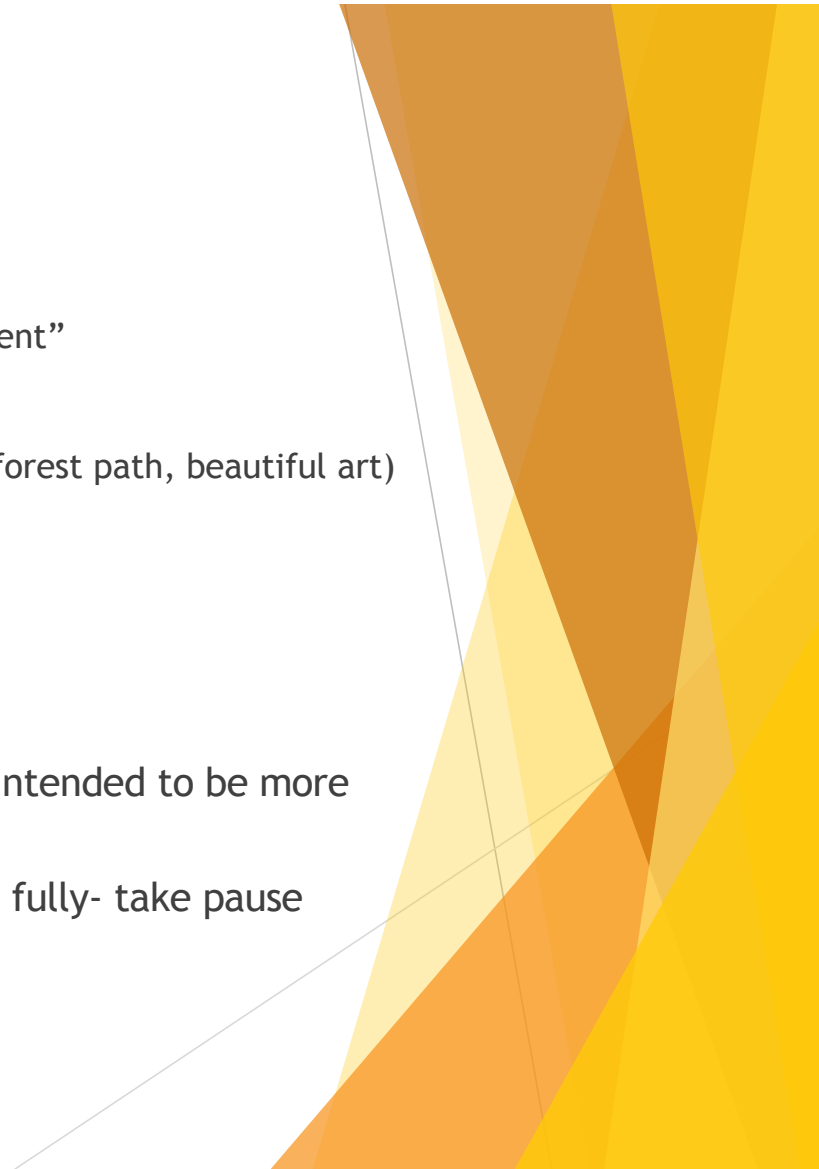 ent”
forest path, beautiful art)
ntended to be more
fully- take pause